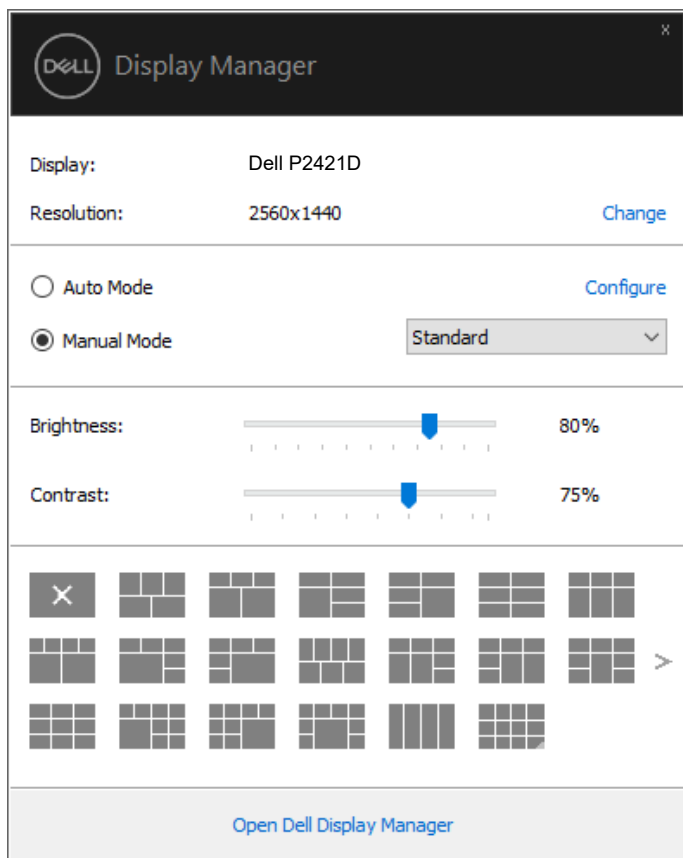 DELL Display Manager
x
Display: Dell P2421D
Resolution: 2560x1440 Change
Auto Mode Configure
Manual Mode Standard
Brightness: 80%
Contrast: 75%
Open Dell Display Manager